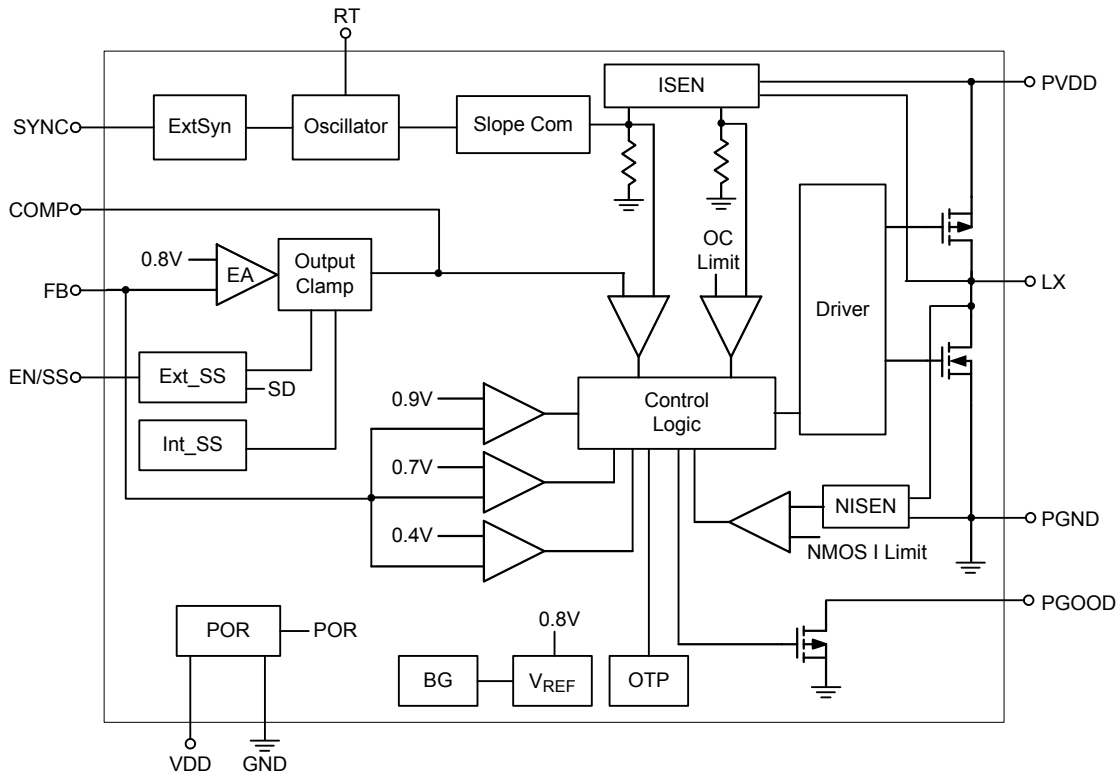 RT
ISEN
PVDD
SYNC
ExtSyn
Oscillator
Slope Com
COMP
0.8V
EA
Output
Clamp
OC
Limit
FB
LX
Driver
EN/SS
Ext_SS
SD
0.9V
Control
Logic
Int_SS
0.7V
NISEN
PGND
0.4V
NMOS I Limit
PGOOD
POR
POR
0.8V
BG
VREF
OTP
VDD
GND